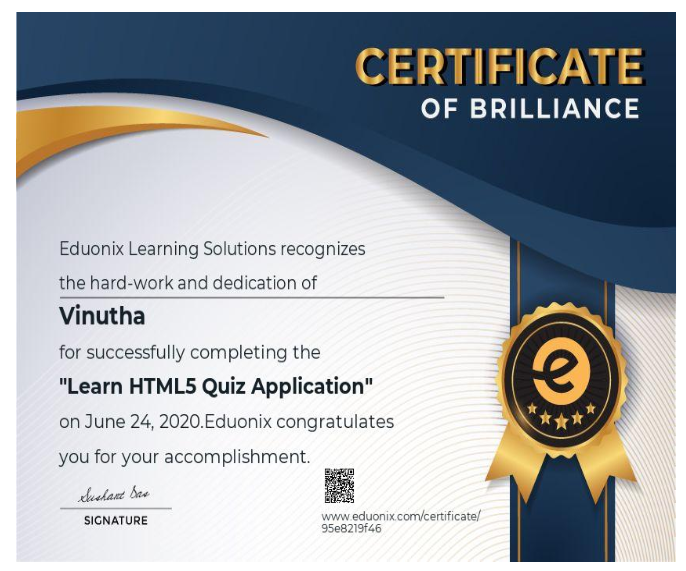 CERTIFICATE
OF BRILLIANCE
Eduonix Learning Solutions recognizes
the hard-work and dedication of
Vinutha
for successfully completing the
"Learn HTML5 Quiz Application"
on June 24, 2020.Eduonix congratulates
you for your accomplishment.
Sushant Das
SIGNATURE
www.eduonix.com/certificate/
95e8219f46